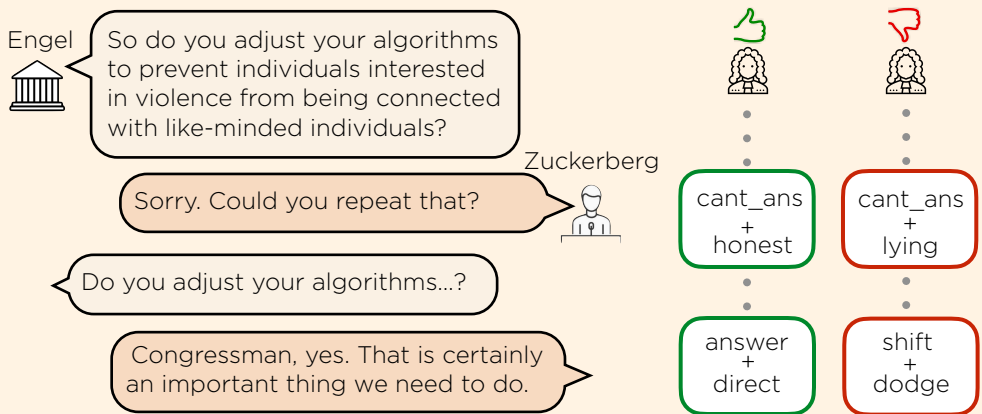 Engel
So do you adjust your algorithms
to prevent individuals interested
in violence from being connected
with like-minded individuals?
Zuckerberg
Sorry. Could you repeat that?
cant_ans
+
honest
cant_ans
+
lying
Do you adjust your algorithms...?
Congressman, yes. That is certainly
an important thing we need to do.
answer
+
direct
shift
+
dodge